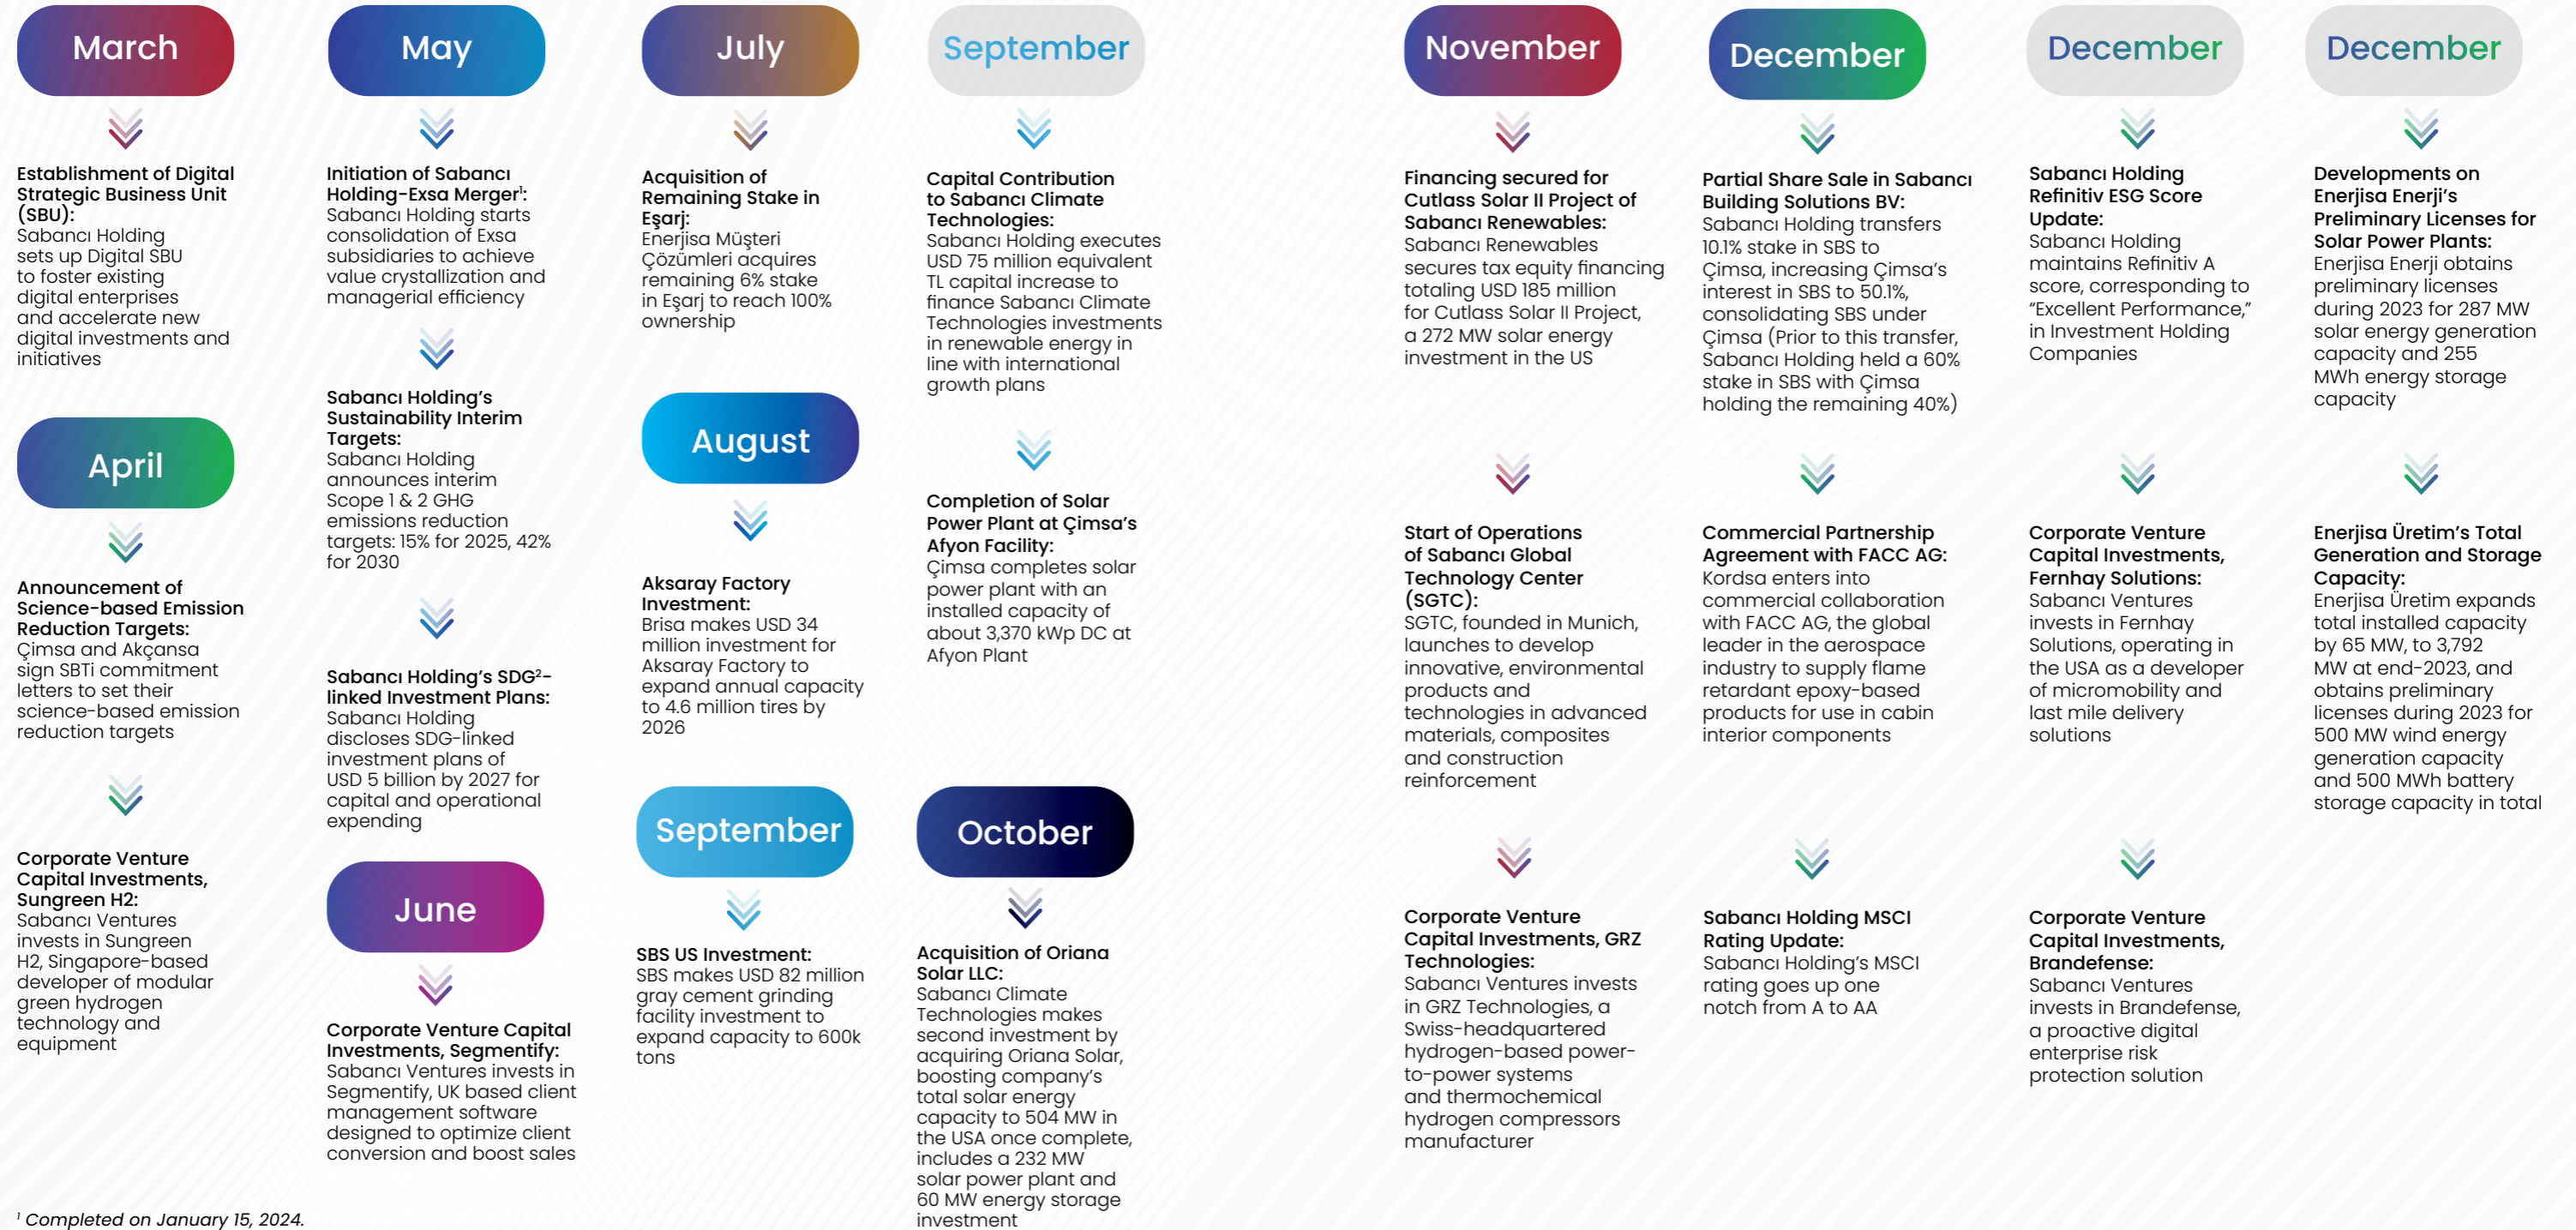 March
Establishment of Digital
Strategic Business Unit
(SBU):
Sabancı Holding
sets up Digital SBU
to foster existing
digital enterprises
and accelerate new
digital investments and
initiatives
April
Announcement of
Science-based Emission
Reduction Targets:
Çimsa and Akçansa
sign SBTi commitment
letters to set their
science-based emission
reduction targets
Corporate Venture
Capital Investments,
Sungreen H2:
Sabancı Ventures
invests in Sungreen
H2, Singapore-based
developer of modular
green hydrogen
technology and
equipment
May
Initiation of Sabancı
Holding-Exsa Merger¹:
Sabancı Holding starts
consolidation of Exsa
subsidiaries to achieve
value crystallization and
managerial efficiency
Sabancı Holding’s
Sustainability Interim
Targets:
Sabancı Holding
announces interim
Scope 1 & 2 GHG
emissions reduction
targets: 15% for 2025, 42%
for 2030
Sabancı Holding’s SDG²-
linked Investment Plans:
Sabancı Holding
discloses SDG-linked
investment plans of
USD 5 billion by 2027 for
capital and operational
expending
June
Corporate Venture Capital
Investments, Segmentify:
Sabancı Ventures invests in
Segmentify, UK based client
management software
designed to optimize client
conversion and boost sales
July
Acquisition of
Remaining Stake in
Eşarj:
Enerjisa Müşteri
Çözümleri acquires
remaining 6% stake
in Eşarj to reach 100%
ownership
August
Aksaray Factory
Investment:
Brisa makes USD 34
million investment for
Aksaray Factory to
expand annual capacity
to 4.6 million tires by
2026
September
SBS US Investment:
SBS makes USD 82 million
gray cement grinding
facility investment to
expand capacity to 600k
tons
September
Capital Contribution
to Sabancı Climate
Technologies:
Sabancı Holding executes
USD 75 million equivalent
TL capital increase to
finance Sabancı Climate
Technologies investments
in renewable energy in
line with international
growth plans
Completion of Solar
Power Plant at Çimsa’s
Afyon Facility:
Çimsa completes solar
power plant with an
installed capacity of
about 3,370 kWp DC at
Afyon Plant
October
Acquisition of Oriana
Solar LLC:
Sabancı Climate
Technologies makes
second investment by
acquiring Oriana Solar,
boosting company’s
total solar energy
capacity to 504 MW in
the USA once complete,
includes a 232 MW
solar power plant and
60 MW energy storage
investment
November
Financing secured for
Cutlass Solar II Project of
Sabancı Renewables:
Sabancı Renewables
secures tax equity financing
totaling USD 185 million
for Cutlass Solar II Project,
a 272 MW solar energy
investment in the US
Start of Operations
of Sabancı Global
Technology Center
(SGTC):
SGTC, founded in Munich,
launches to develop
innovative, environmental
products and
technologies in advanced
materials, composites
and construction
reinforcement
Corporate Venture
Capital Investments, GRZ
Technologies:
Sabancı Ventures invests
in GRZ Technologies, a
Swiss-headquartered
hydrogen-based power-
to-power systems
and thermochemical
hydrogen compressors
manufacturer
December
Partial Share Sale in Sabancı
Building Solutions BV:
Sabancı Holding transfers
10.1% stake in SBS to
Çimsa, increasing Çimsa’s
interest in SBS to 50.1%,
consolidating SBS under
Çimsa (Prior to this transfer,
Sabancı Holding held a 60%
stake in SBS with Çimsa
holding the remaining 40%)
Commercial Partnership
Agreement with FACC AG:
Kordsa enters into
commercial collaboration
with FACC AG, the global
leader in the aerospace
industry to supply flame
retardant epoxy-based
products for use in cabin
interior components
Sabancı Holding MSCI
Rating Update:
Sabancı Holding’s MSCI
rating goes up one
notch from A to AA
December
Sabancı Holding
Refinitiv ESG Score
Update:
Sabancı Holding
maintains Refinitiv A
score, corresponding to
“Excellent Performance,”
in Investment Holding
Companies
Corporate Venture
Capital Investments,
Fernhay Solutions:
Sabancı Ventures
invests in Fernhay
Solutions, operating in
the USA as a developer
of micromobility and
last mile delivery
solutions
Corporate Venture
Capital Investments,
Brandefense:
Sabancı Ventures
invests in Brandefense,
a proactive digital
enterprise risk
protection solution
December
Developments on
Enerjisa Enerji’s
Preliminary Licenses for
Solar Power Plants:
Enerjisa Enerji obtains
preliminary licenses
during 2023 for 287 MW
solar energy generation
capacity and 255
MWh energy storage
capacity
Enerjisa Üretim’s Total
Generation and Storage
Capacity:
Enerjisa Üretim expands
total installed capacity
by 65 MW, to 3,792
MW at end-2023, and
obtains preliminary
licenses during 2023 for
500 MW wind energy
generation capacity
and 500 MWh battery
storage capacity in total
¹ Completed on January 15, 2024.